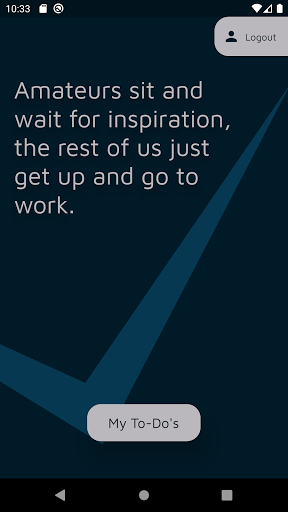 10:33
Logout
Amateurs sit and
wait for inspiration,
the rest of us just
get up and go to
work.
My To-Do's